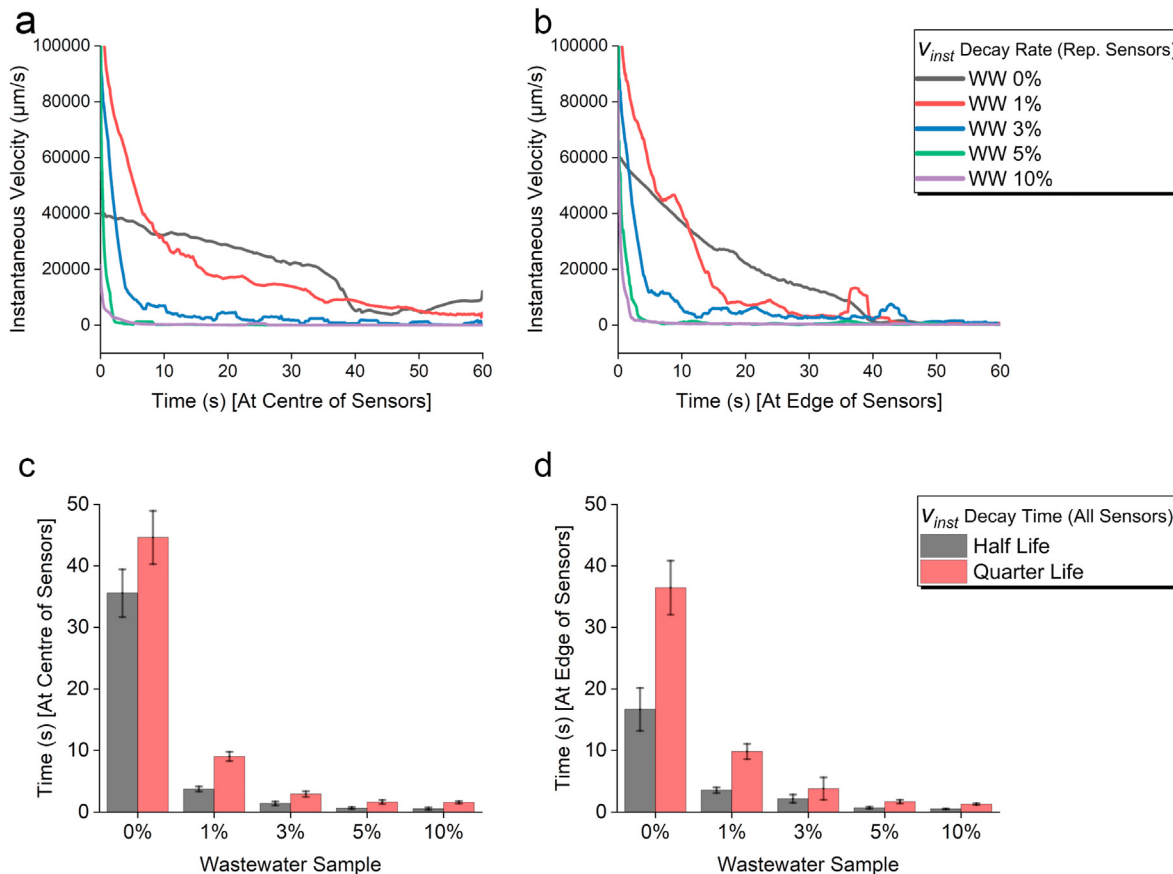 a
b
100000
80000
60000
40000
20000
0
Instantaneous Velocity (µm/s)
0 10 20 30 40 50 60
Time (s) [At Centre of Sensors]
100000
80000
60000
40000
20000
0
Instantaneous Velocity (µm/s)
0 10 20 30 40 50 60
Time (s) [At Edge of Sensors]
Vinst Decay Rate (Rep. Sensors)
WW 0%
WW 1%
WW 3%
WW 5%
WW 10%
c
d
50
40
30
20
10
0
Time (s) [At Centre of Sensors]
0% 1% 3% 5% 10%
Wastewater Sample
50
40
30
20
10
0
Time (s) [At Edge of Sensors]
0% 1% 3% 5% 10%
Wastewater Sample
Vinst Decay Time (All Sensors)
Half Life
Quarter Life